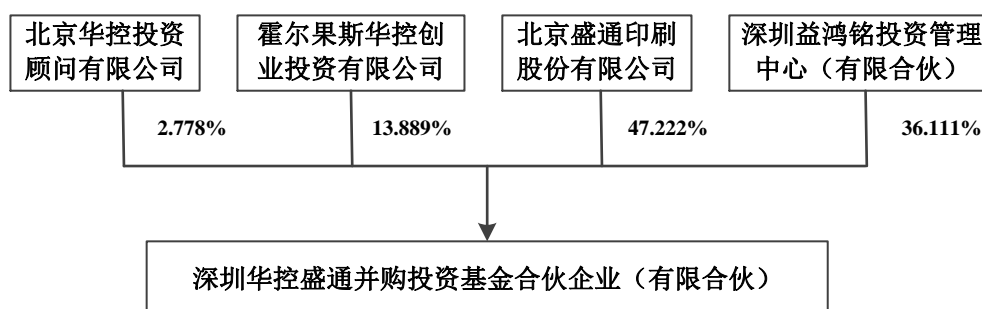 北京华控投资
顾问有限公司
霍尔果斯华控创
业投资有限公司
北京盛通印刷
股份有限公司
深圳益鸿铭投资管理
中心（有限合伙）
2.778%
13.889%
47.222%
36.111%
深圳华控盛通并购投资基金合伙企业（有限合伙）